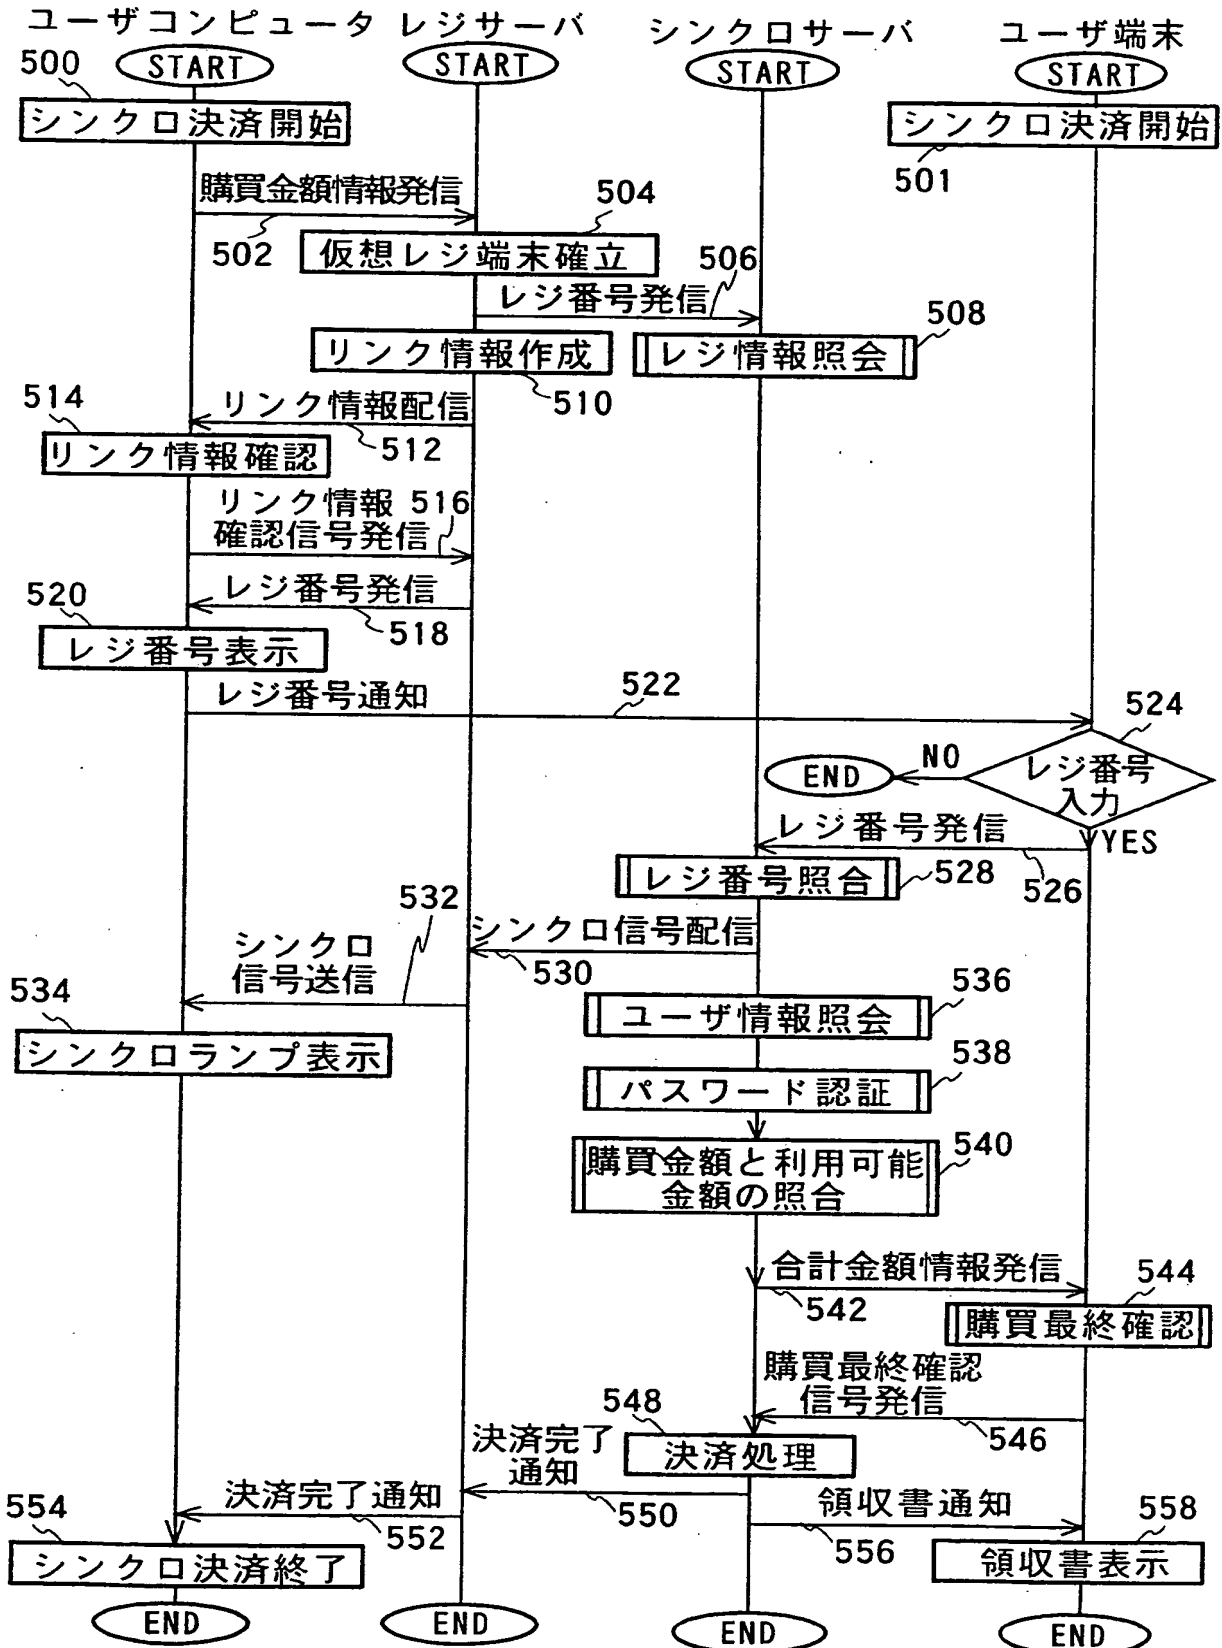 ユーザコンピュータ レジサーバ シンクロサーバ ユーザ端末
START START START START
500
シンクロ決済開始 シンクロ決済開始
501
購買金額情報発信
502
504
仮想レジ端末確立
506
レジ番号発信
508
リンク情報作成 レジ情報照会
510
514
リンク情報配信
512
リンク情報確認
リンク情報 516
確認信号発信
520
レジ番号発信
518
レジ番号表示
レジ番号通知
522
524
END
NO
レジ番号
入力
レジ番号発信
YES
526
レジ番号照合
528
532
シンクロ信号配信
530
シンクロ
信号送信
534
536
ユーザ情報照会
シンクロランプ表示
538
パスワード認証
540
購買金額と利用可能
金額の照合
合計金額情報発信
542
544
購買最終確認
購買最終確認
信号発信
546
548
決済処理
決済完了
通知
550
554
決済完了通知
552
領収書通知
556
558
シンクロ決済終了
領収書表示
END END END END